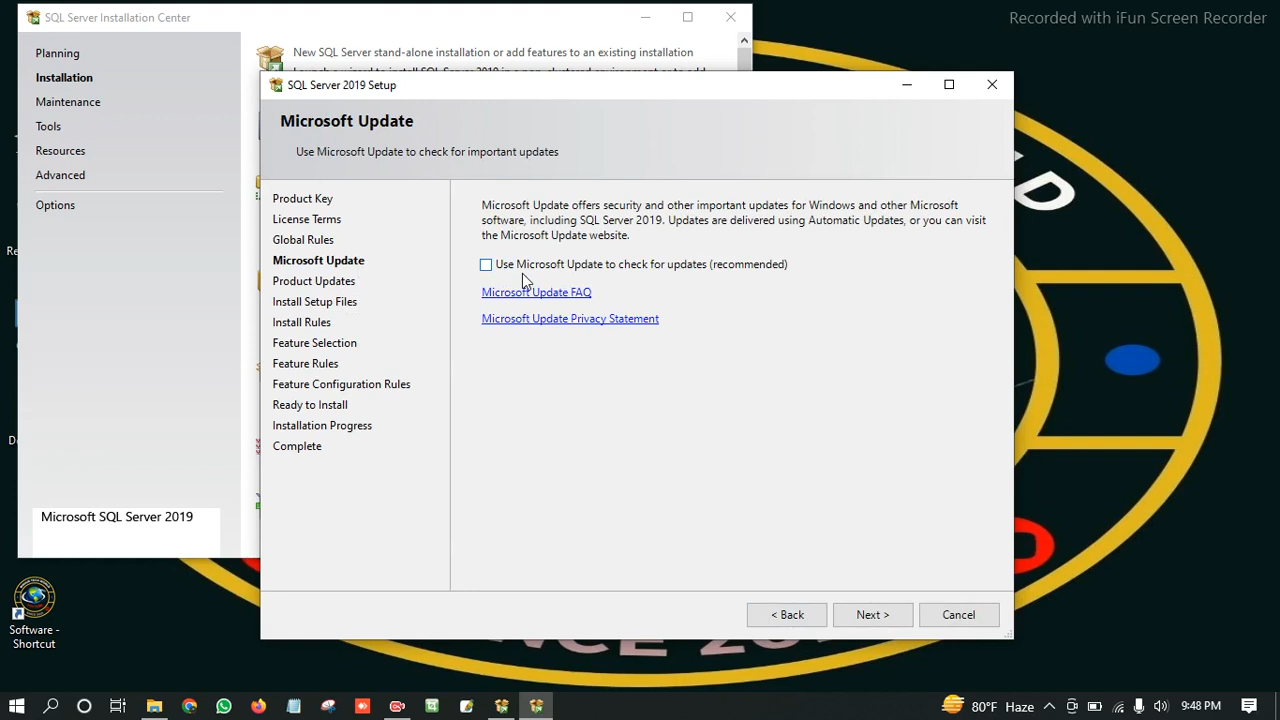 SQL Server Installation Center
Recorded with iFun Screen Recorder
Planning
Installation
Maintenance
Tools
Resources
Advanced
Options
Microsoft SQL Server 2019
New SQL Server stand-alone installation or add features to an existing installation
SQL Server 2019 Setup
Microsoft Update
Use Microsoft Update to check for important updates
Product Key
License Terms
Global Rules
Microsoft Update
Product Updates
Install Setup Files
Install Rules
Feature Selection
Feature Rules
Feature Configuration Rules
Ready to Install
Installation Progress
Complete
Microsoft Update offers security and other important updates for Windows and other Microsoft
software, including SQL Server 2019. Updates are delivered using Automatic Updates, or you can visit
the Microsoft Update website.
Use Microsoft Update to check for updates (recommended)
Microsoft Update FAQ
Microsoft Update Privacy Statement
< Back
Next >
Cancel
Software -
Shortcut
80°F Haze
9:48 PM